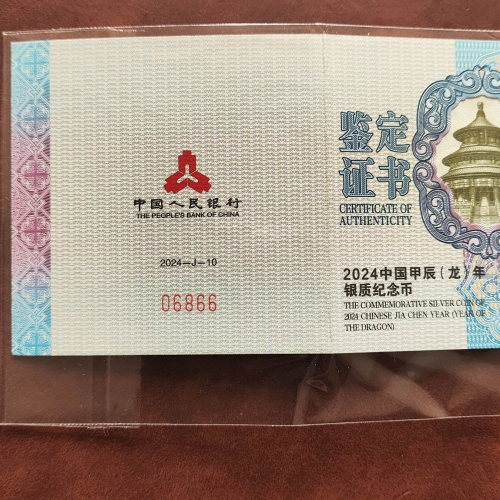 中国人民银行
THE PEOPLE'S BANK OF CHINA
2024—J—10
06866
鉴定
证书
CERTIFICATE OF
AUTHENTICITY
2024中国甲辰（龙）年
银质纪念币
THE COMMEMORATIVE SILVER COIN OF
2024 CHINESE JIA CHEN YEAR (YEAR OF
THE DRAGON)